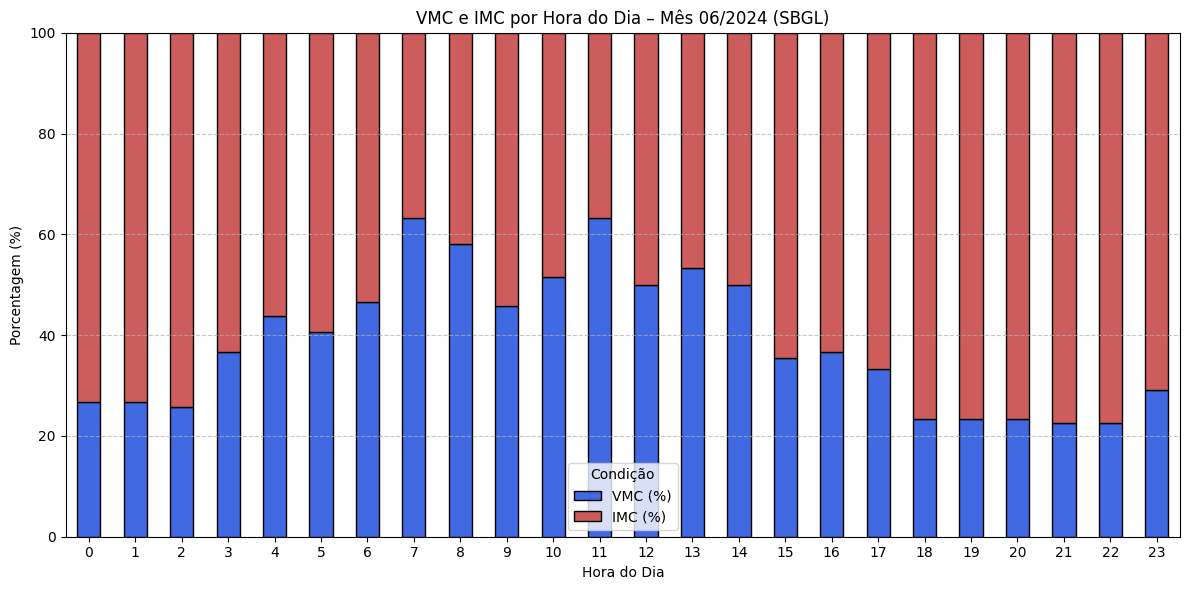 VMC e IMC por Hora do Dia – Mês 06/2024 (SBGL)
Porcentagem (%)
100
80
60
40
20
0
Condição
VMC (%)
IMC (%)
0 1 2 3 4 5 6 7 8 9 10 11 12 13 14 15 16 17 18 19 20 21 22 23
Hora do Dia